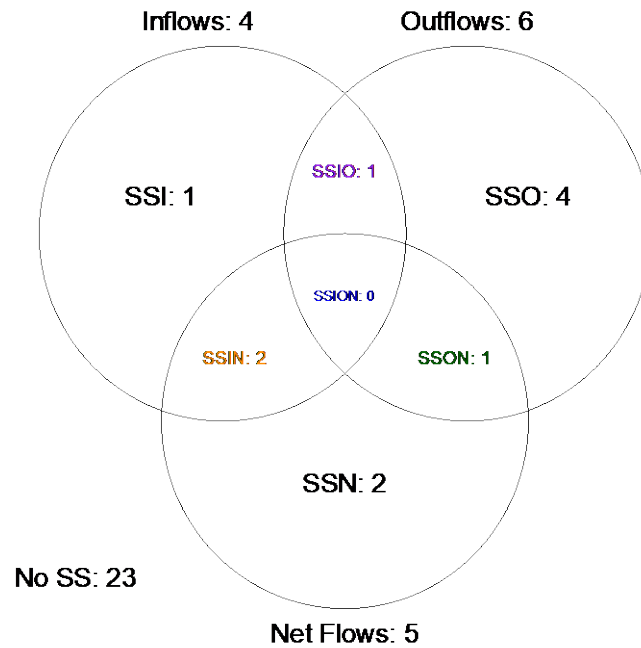 Inflows: 4
Outflows: 6
SSIO: 1
SSI: 1
SSO: 4
SSION: 0
SSIN: 2
SSON: 1
SSN: 2
No SS: 23
Net Flows: 5